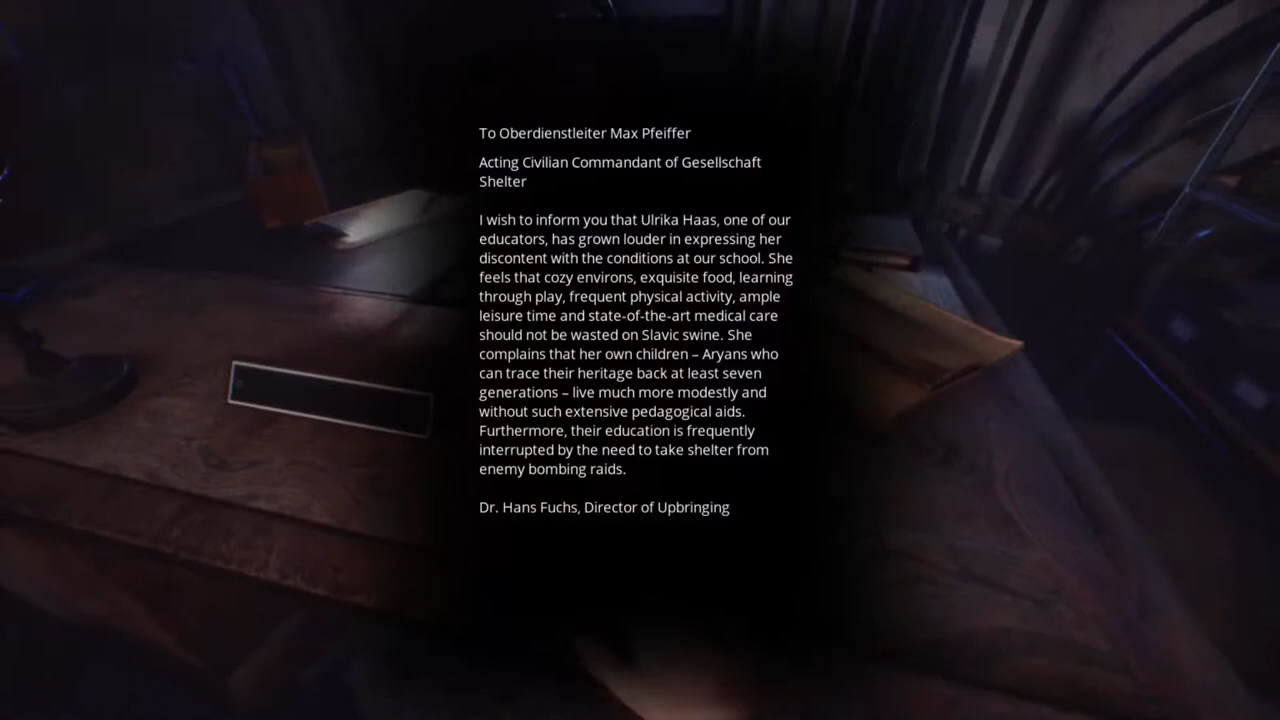 To Oberdienstleiter Max Pfeiffer
Acting Civilian Commandant of Gesellschaft
Shelter
I wish to inform you that Ulrika Haas, one of our
educators, has grown louder in expressing her
discontent with the conditions at our school. She
feels that cozy environs, exquisite food, learning
through play, frequent physical activity, ample
leisure time and state-of-the-art medical care
should not be wasted on Slavic swine. She
complains that her own children – Aryans who
can trace their heritage back at least seven
generations – live much more modestly and
without such extensive pedagogical aids.
Furthermore, their education is frequently
interrupted by the need to take shelter from
enemy bombing raids.
Dr. Hans Fuchs, Director of Upbringing